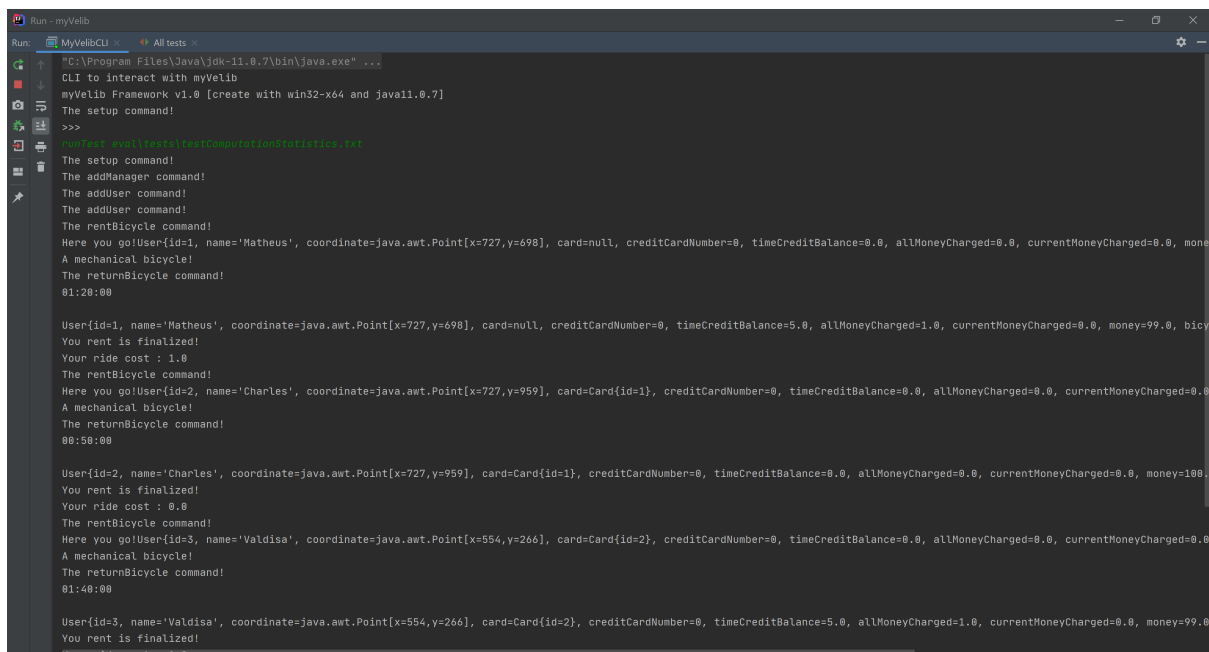 Run - myVelib
Run: MyVelibCLI All tests
"C:\Program Files\Java\jdk-11.0.7\bin\java.exe" ...
CLI to interact with myVelib
myVelib Framework v1.0 [create with win32-x64 and java11.0.7]
The setup command!
>>>
runTest eval\tests\testComputationStatistics.txt
The setup command!
The addManager command!
The addUser command!
The addUser command!
The rentBicycle command!
Here you go!User{id=1, name='Matheus', coordinate=java.awt.Point[x=727,y=698], card=null, creditCardNumber=0, timeCreditBalance=0.0, allMoneyCharged=0.0, currentMoneyCharged=0.0, mone
A mechanical bicycle!
The returnBicycle command!
01:20:00
User{id=1, name='Matheus', coordinate=java.awt.Point[x=727,y=698], card=null, creditCardNumber=0, timeCreditBalance=5.0, allMoneyCharged=1.0, currentMoneyCharged=0.0, money=99.0, bicy
You rent is finalized!
Your ride cost : 1.0
The rentBicycle command!
Here you go!User{id=2, name='Charles', coordinate=java.awt.Point[x=727,y=959], card=Card{id=1}, creditCardNumber=0, timeCreditBalance=0.0, allMoneyCharged=0.0, currentMoneyCharged=0.0
A mechanical bicycle!
The returnBicycle command!
00:50:00
User{id=2, name='Charles', coordinate=java.awt.Point[x=727,y=959], card=Card{id=1}, creditCardNumber=0, timeCreditBalance=0.0, allMoneyCharged=0.0, currentMoneyCharged=0.0, money=100.
You rent is finalized!
Your ride cost : 0.0
The rentBicycle command!
Here you go!User{id=3, name='Valdisa', coordinate=java.awt.Point[x=554,y=266], card=Card{id=2}, creditCardNumber=0, timeCreditBalance=0.0, allMoneyCharged=0.0, currentMoneyCharged=0.0
A mechanical bicycle!
The returnBicycle command!
01:40:00
User{id=3, name='Valdisa', coordinate=java.awt.Point[x=554,y=266], card=Card{id=2}, creditCardNumber=0, timeCreditBalance=5.0, allMoneyCharged=1.0, currentMoneyCharged=0.0, money=99.0
You rent is finalized!